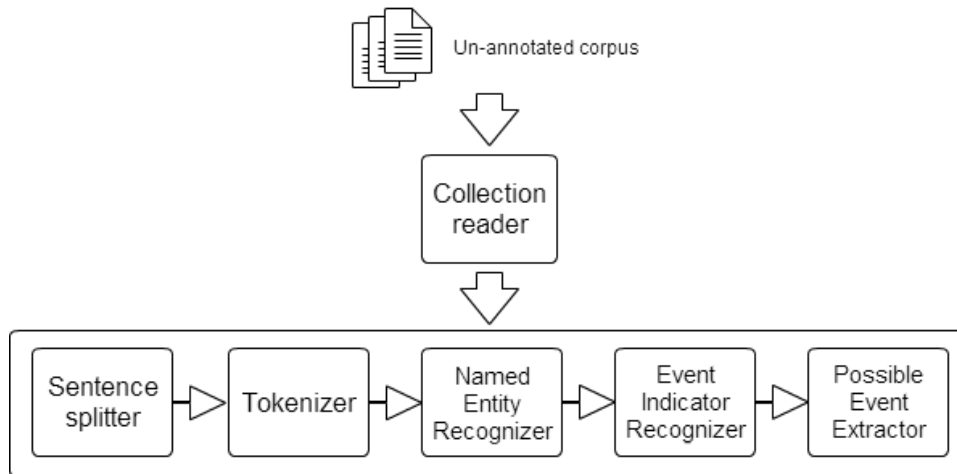 Un-annotated corpus
Collection
reader
Sentence
splitter
Tokenizer
Named
Entity
Recognizer
Event
Indicator
Recognizer
Possible
Event
Extractor